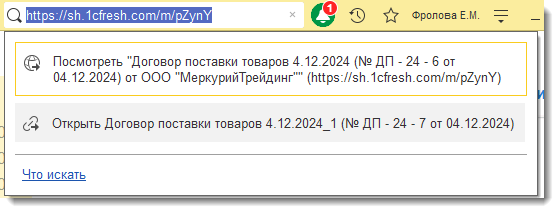 https://sh.1cfresh.com/m/pZynY
1
Фролова Е.М.
Посмотреть "Договор поставки товаров 4.12.2024 (№ ДП - 24 - 6 от
04.12.2024) от ООО "МеркурийТрейдинг"" (https://sh.1cfresh.com/m/pZynY)
Открыть Договор поставки товаров 4.12.2024_1 (№ ДП - 24 - 7 от 04.12.2024)
Что искать